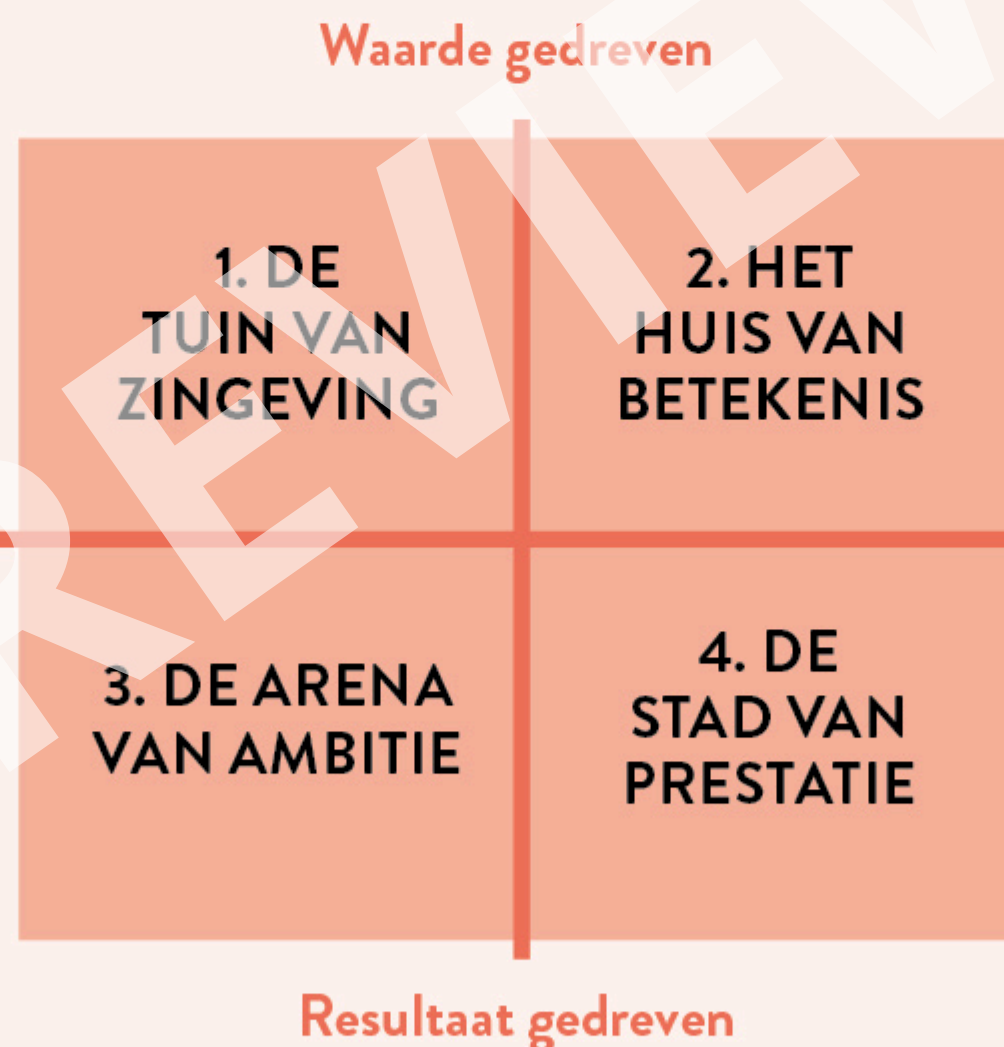 Waarde gedreven
1. DE
TUIN VAN
ZINGEVING
2. HET
HUIS VAN
BETEKENIS
3. DE ARENA
VAN AMBITIE
4. DE
STAD VAN
PRESTATIE
Resultaat gedreven
REVIEW